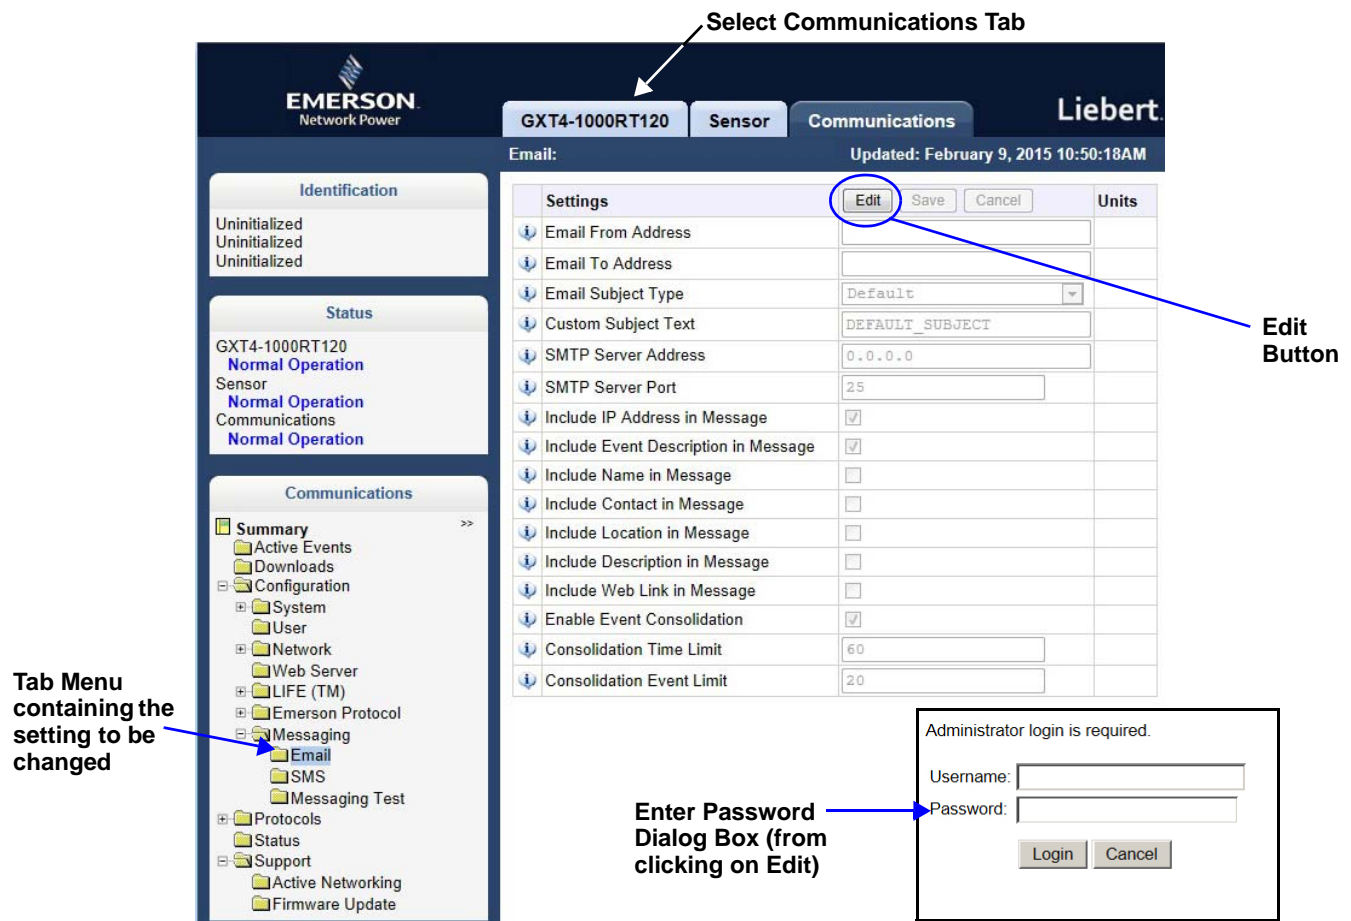 Select Communications Tab
EMERSON
Network Power
GXT4-1000RT120
Sensor
Communications
Liebert
Email:
Updated: February 9, 2015 10:50:18AM
Identification
Uninitialized
Uninitialized
Uninitialized
Status
GXT4-1000RT120
Normal Operation
Sensor
Normal Operation
Communications
Normal Operation
Communications
Summary >>
Active Events
Downloads
Configuration
System
User
Network
Web Server
LIFE (TM)
Emerson Protocol
Messaging
Email
SMS
Messaging Test
Protocols
Status
Support
Active Networking
Firmware Update
Settings Edit Save Cancel Units
Email From Address
Email To Address
Email Subject Type Default
Custom Subject Text DEFAULT_SUBJECT
SMTP Server Address 0.0.0.0
SMTP Server Port 25
Include IP Address in Message
Include Event Description in Message
Include Name in Message
Include Contact in Message
Include Location in Message
Include Description in Message
Include Web Link in Message
Enable Event Consolidation
Consolidation Time Limit 60
Consolidation Event Limit 20
Edit
Button
Tab Menu
containing the
setting to be
changed
Enter Password
Dialog Box (from
clicking on Edit)
Administrator login is required.
Username:
Password:
Login Cancel